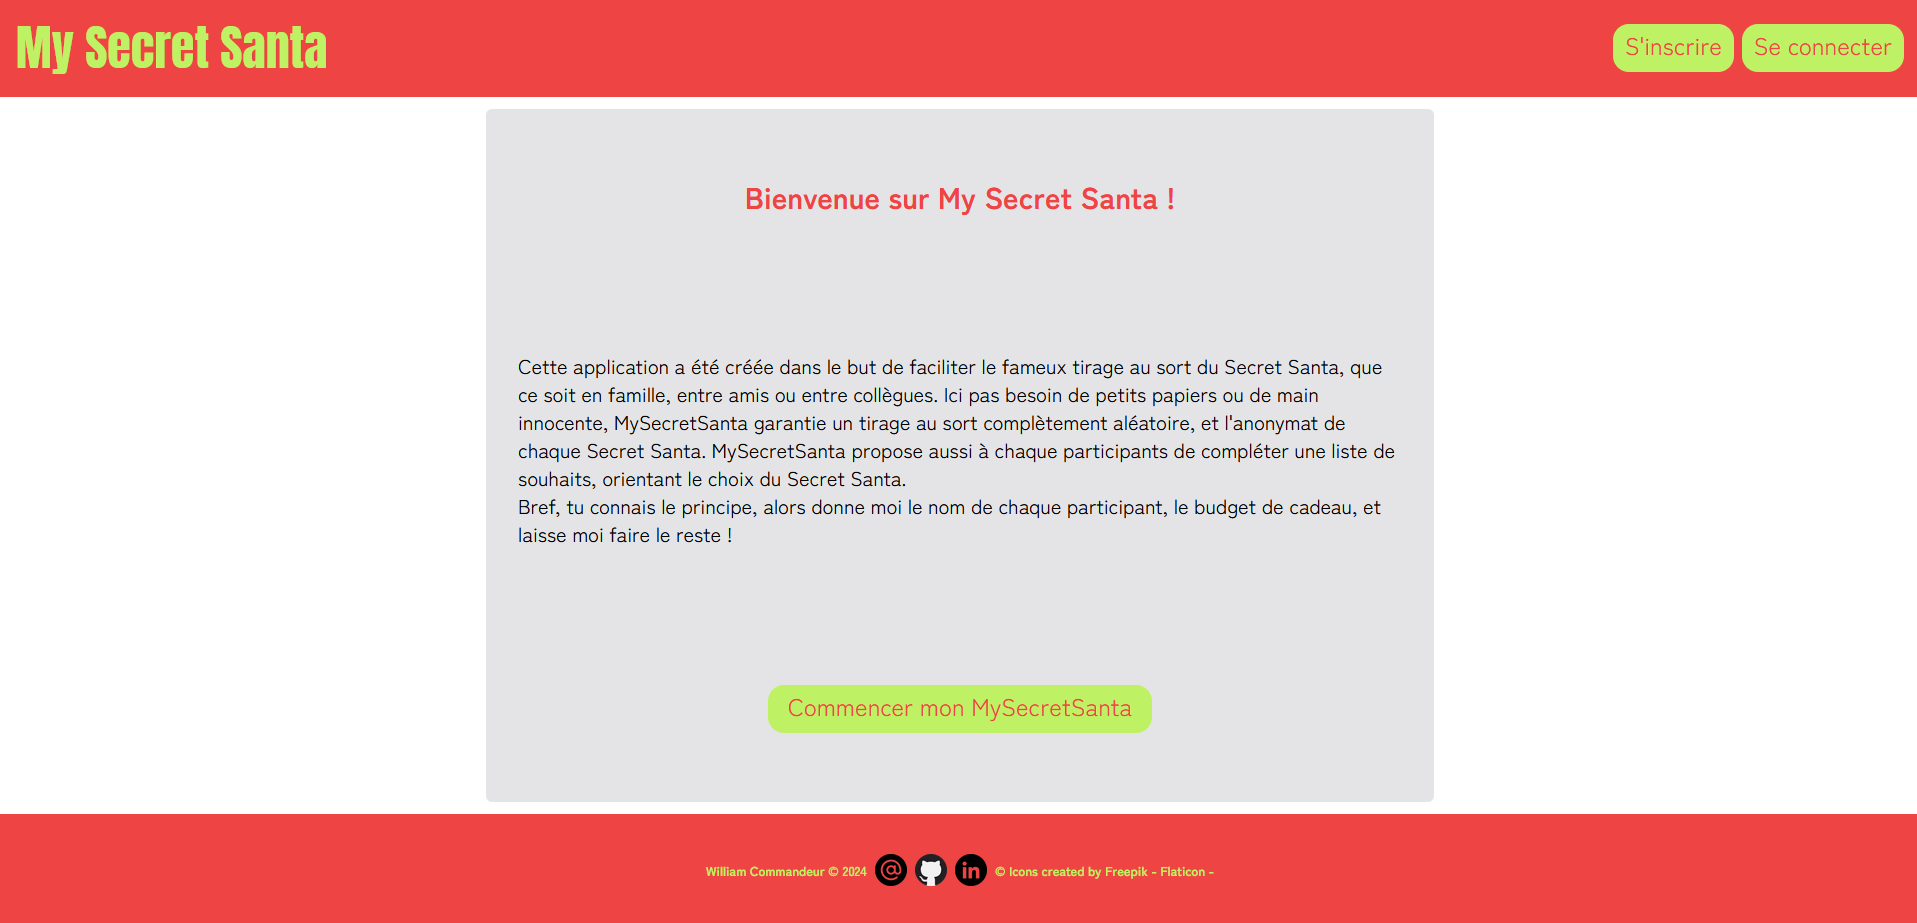 My Secret Santa
S'inscrire
Se connecter
Bienvenue sur My Secret Santa !
Cette application a été créée dans le but de faciliter le fameux tirage au sort du Secret Santa, que
ce soit en famille, entre amis ou entre collègues. Ici pas besoin de petits papiers ou de main
innocente, MySecretSanta garantie un tirage au sort complètement aléatoire, et l'anonymat de
chaque Secret Santa. MySecretSanta propose aussi à chaque participants de compléter une liste de
souhaits, orientant le choix du Secret Santa.
Bref, tu connais le principe, alors donne moi le nom de chaque participant, le budget de cadeau, et
laisse moi faire le reste !
Commencer mon MySecretSanta
William Commandeur © 2024 @ in © Icons created by Freepik - Flaticon -